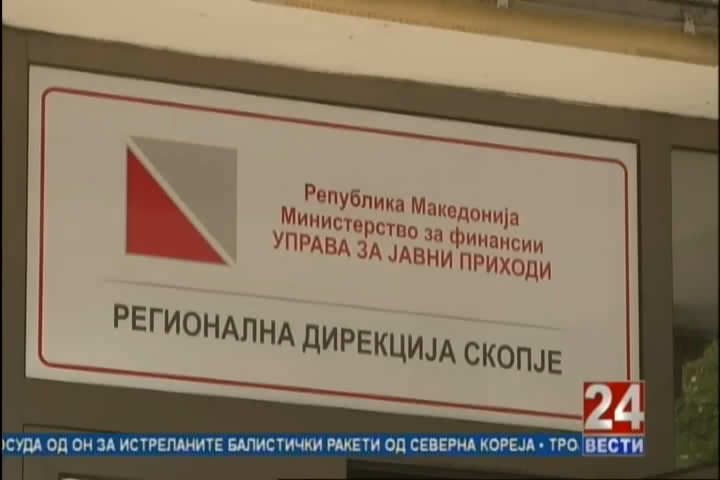 Република Македонија
Министерство за финансии
УПРАВА ЗА ЈАВНИ ПРИХОДИ
РЕГИОНАЛНА ДИРЕКЦИЈА СКОПЈЕ
24
ВЕСТИ
ОСУДА ОД ОН ЗА ИСТРЕЛАНИТЕ БАЛИСТИЧКИ РАКЕТИ ОД СЕВЕРНА КОРЕЈА • ТРО